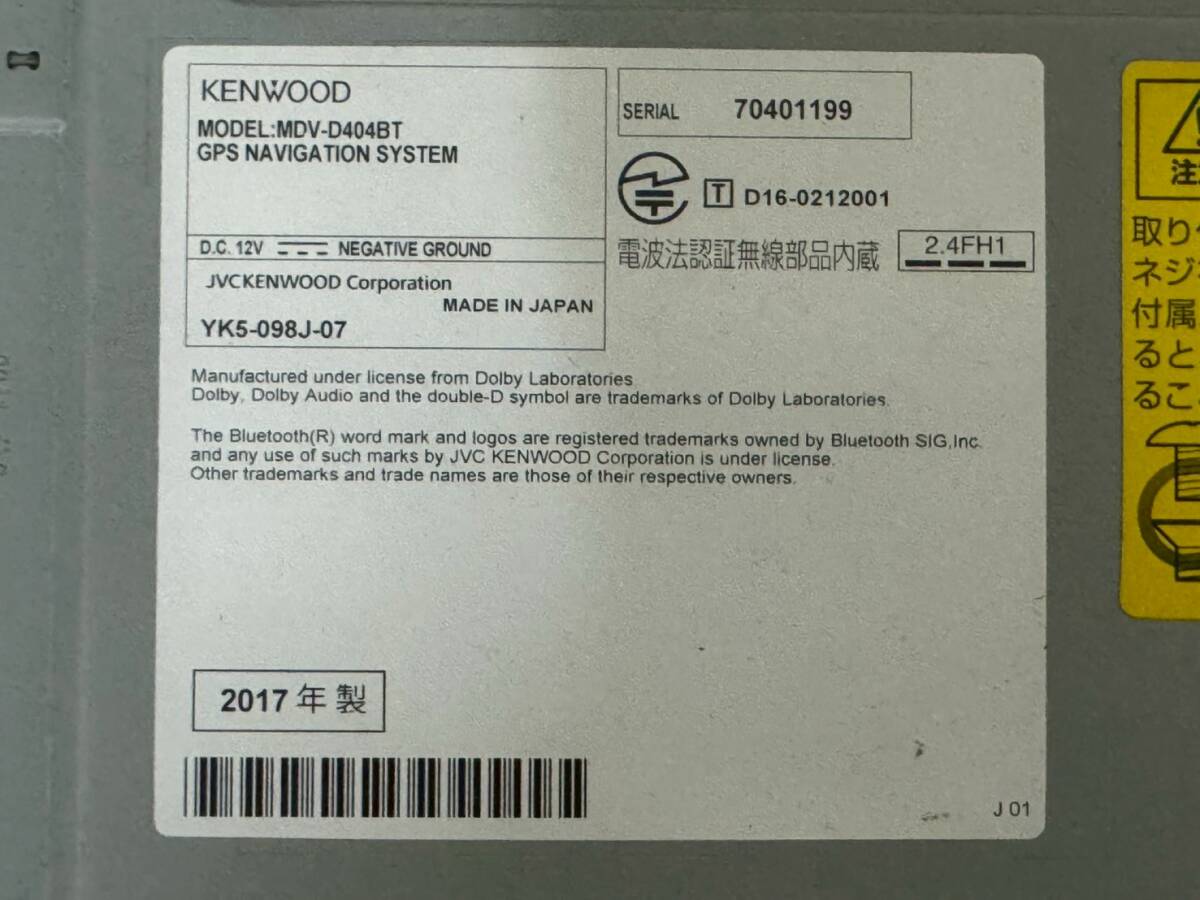 KENWOOD
MODEL:MDV-D404BT
GPS NAVIGATION SYSTEM
D.C. 12V NEGATIVE GROUND
JVCKENWOOD Corporation
MADE IN JAPAN
YK5-098J-07
SERIAL 70401199
T D16-0212001
電波法認証無線部品内蔵 2.4FH1
Manufactured under license from Dolby Laboratories
Dolby, Dolby Audio and the double-D symbol are trademarks of Dolby Laboratories.
The Bluetooth(R) word mark and logos are registered trademarks owned by Bluetooth SIG,Inc.
and any use of such marks by JVC KENWOOD Corporation is under license.
Other trademarks and trade names are those of their respective owners.
2017年製
J 01
取り
ネジ
付属
ると
るこ